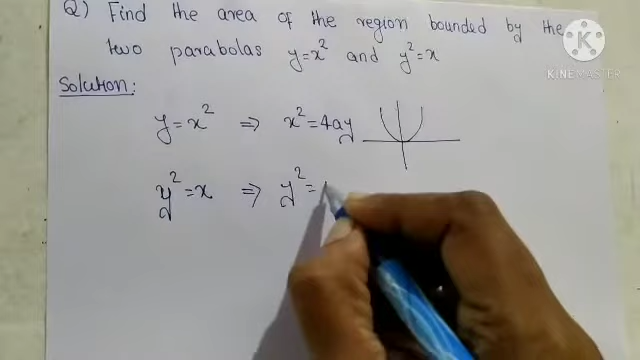 Q) Find the area of the region bounded by the
two parabolas y=x² and y²=x
Solution:
y=x² ⇒ x²=4ay
y²=x ⇒ y²=
KINEMASTER